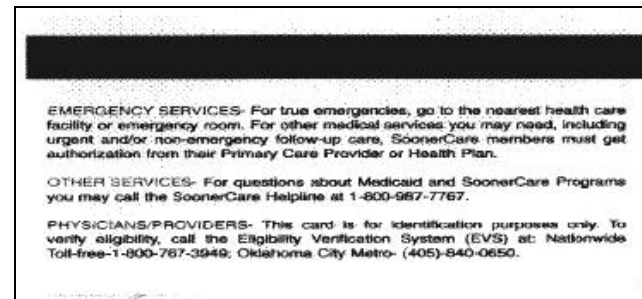 EMERGENCY SERVICES- For true emergencies, go to the nearest health care
facility or emergency room. For other medical services you may need, including
urgent and/or non-emergency follow-up care, SoonerCare members must get
authorization from their Primary Care Provider or Health Plan.
OTHER SERVICES- For questions about Medicaid and SoonerCare Programs
you may call the SoonerCare Helpline at 1-800-987-7767.
PHYSICIANS/PROVIDERS- This card is for identification purposes only. To
verify eligibility, call the Eligibility Verification System (EVS) at: Nationwide
Toll-free-1-800-767-3949; Oklahoma City Metro- (405)-840-0650.